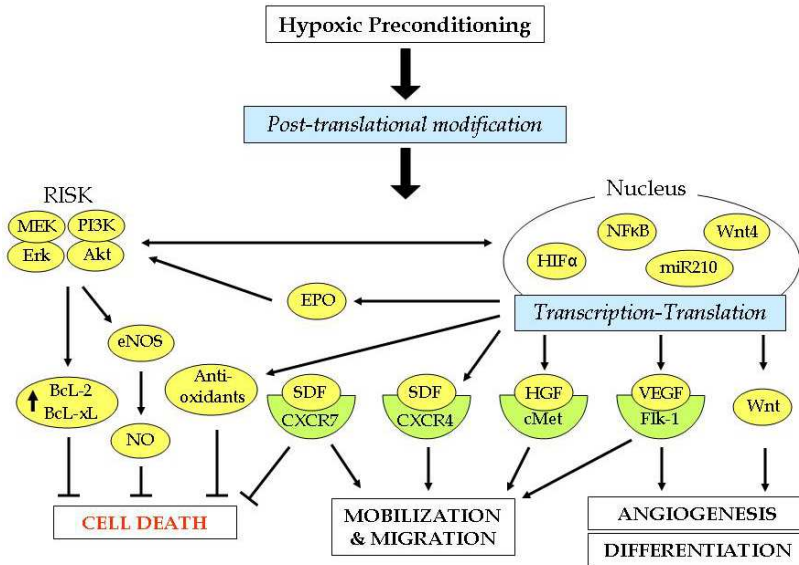 Hypoxic Preconditioning
Post-translational modification
RISK
MEK
PI3K
Erk
Akt
Nucleus
NFκB
Wnt4
HIFα
miR210
EPO
Transcription-Translation
eNOS
BcL-2
BcL-xL
NO
Anti-
oxidants
SDF
CXCR7
SDF
CXCR4
HGF
cMet
VEGF
Flk-1
Wnt
CELL DEATH
MOBILIZATION
& MIGRATION
ANGIOGENESIS
DIFFERENTIATION